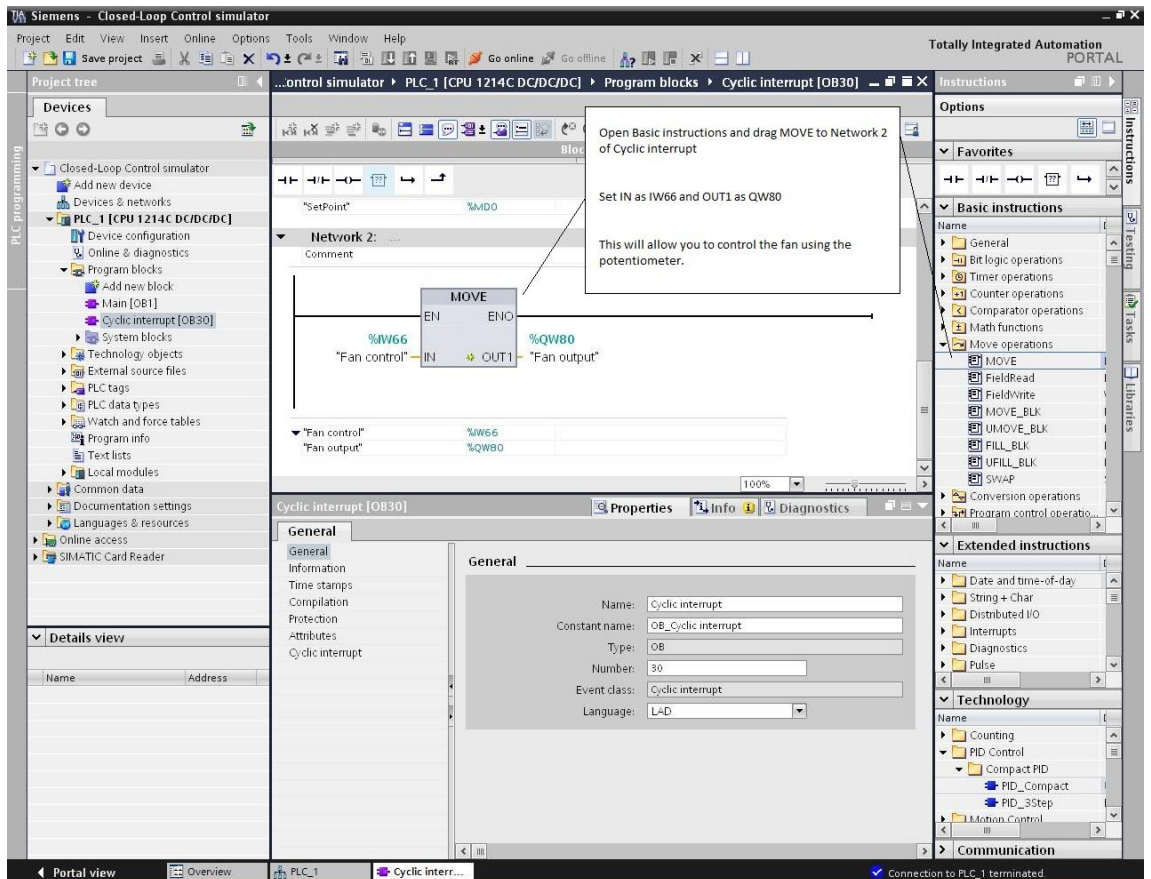 Siemens - Closed-Loop Control simulator
Project Edit View Insert Online Options Tools Window Help
Save project
Go online
Go offline
Totally Integrated Automation
PORTAL
Project tree
...ontrol simulator ▸ PLC_1 [CPU 1214C DC/DC/DC] ▸ Program blocks ▸ Cyclic interrupt [OB30]
Instructions
PLC programming
Devices
Closed-Loop Control simulator
Add new device
Devices & networks
PLC_1 [CPU 1214C DC/DC/DC]
Device configuration
Online & diagnostics
Program blocks
Add new block
Main [OB1]
Cyclic interrupt [OB30]
System blocks
Technology objects
External source files
PLC tags
PLC data types
Watch and force tables
Program info
Text lists
Local modules
Common data
Documentation settings
Languages & resources
Online access
SIMATIC Card Reader
Details view
Name Address
Open Basic instructions and drag MOVE to Network 2
of Cyclic interrupt
Set IN as IW66 and OUT1 as QW80
This will allow you to control the fan using the
potentiometer.
Bloc
"SetPoint" %MD0
Network 2: .....
Comment
MOVE
EN ENO
%IW66 %QW80
"Fan control" IN OUT1 "Fan output"
"Fan control" %IW66
"Fan output" %QW80
100%
Cyclic interrupt [OB30]
Properties Info Diagnostics
General
General
Information
Time stamps
Compilation
Protection
Attributes
Cyclic interrupt
General
Name: Cyclic interrupt
Constant name: OB_Cyclic interrupt
Type: OB
Number: 30
Event class: Cyclic interrupt
Language: LAD
Options
Favorites
Basic instructions
Name
General
Bit logic operations
Timer operations
Counter operations
Comparator operations
Math functions
Move operations
MOVE
FieldRead
FieldWrite
MOVE_BLK
UMOVE_BLK
FILL_BLK
UFILL_BLK
SWAP
Conversion operations
Program control operatio...
Extended instructions
Name
Date and time-of-day
String + Char
Distributed I/O
Interrupts
Diagnostics
Pulse
Technology
Name
Counting
PID Control
Compact PID
PID_Compact
PID_3Step
Motion Control
Communication
Instructions
Testing
Tasks
Libraries
Portal view
Overview
PLC_1
Cyclic interr...
Connection to PLC_1 terminated.